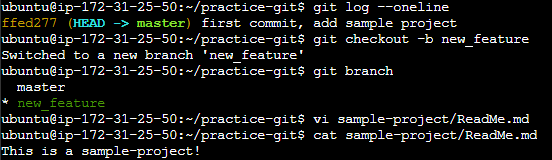 ubuntu@ip-172-31-25-50:~/practice-git$ git log --oneline
ffed277 (HEAD -> master) first commit, add sample project
ubuntu@ip-172-31-25-50:~/practice-git$ git checkout -b new_feature
Switched to a new branch 'new_feature'
ubuntu@ip-172-31-25-50:~/practice-git$ git branch
  master
* new_feature
ubuntu@ip-172-31-25-50:~/practice-git$ vi sample-project/ReadMe.md
ubuntu@ip-172-31-25-50:~/practice-git$ cat sample-project/ReadMe.md
This is a sample-project!